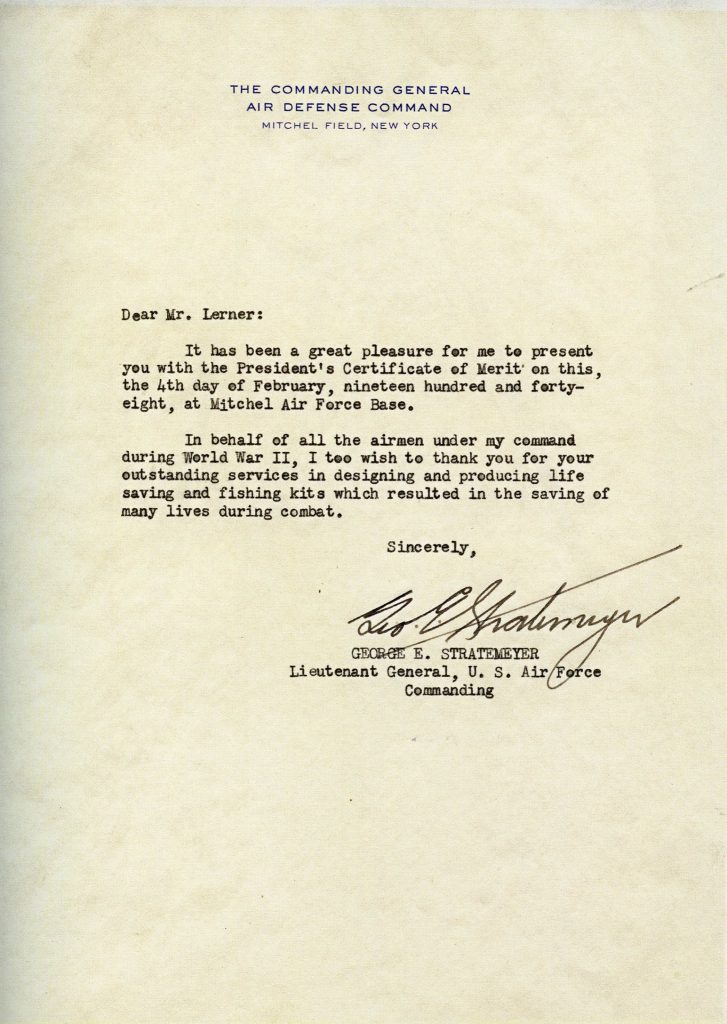 THE COMMANDING GENERAL
AIR DEFENSE COMMAND
MITCHEL FIELD, NEW YORK
Dear Mr. Lerner:
It has been a great pleasure for me to present
you with the President's Certificate of Merit on this,
the 4th day of February, nineteen hundred and forty-
eight, at Mitchel Air Force Base.
In behalf of all the airmen under my command
during World War II, I too wish to thank you for your
outstanding services in designing and producing life
saving and fishing kits which resulted in the saving of
many lives during combat.
Sincerely,
Geo. E. Stratemeyer
GEORGE E. STRATEMEYER
Lieutenant General, U. S. Air Force
Commanding